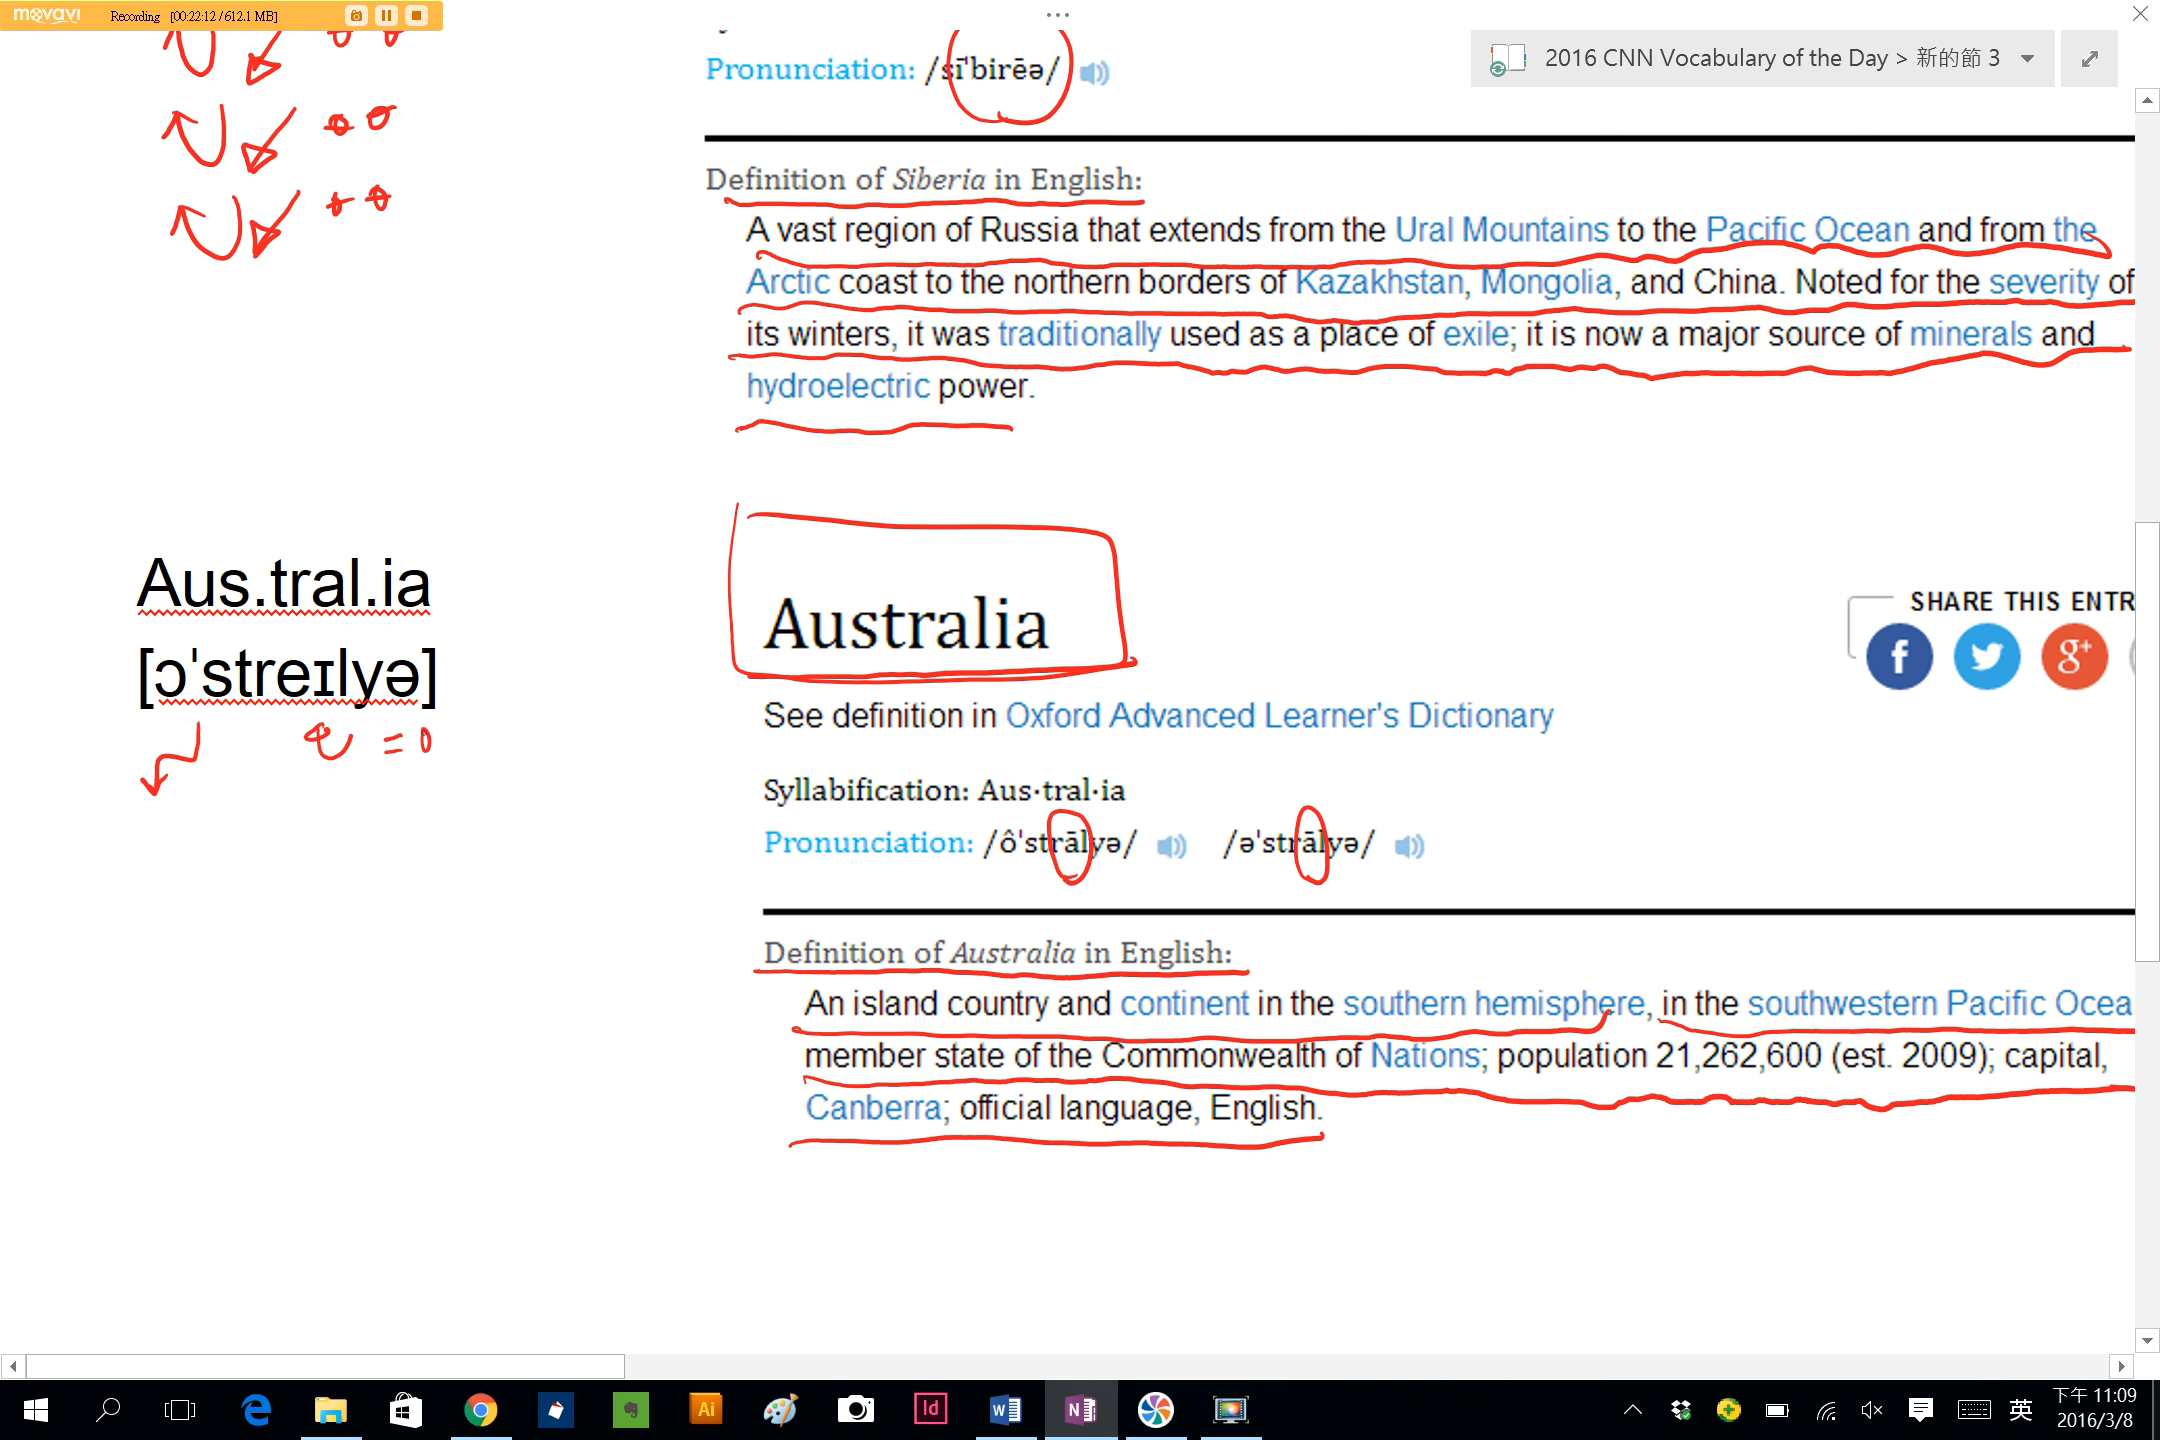 movavi Recording [00:22:12 / 612.1 MB]
2016 CNN Vocabulary of the Day > 新的節 3
Pronunciation: /sīˈbirēə/
Definition of Siberia in English:
A vast region of Russia that extends from the Ural Mountains to the Pacific Ocean and from the
Arctic coast to the northern borders of Kazakhstan, Mongolia, and China. Noted for the severity of
its winters, it was traditionally used as a place of exile; it is now a major source of minerals and
hydroelectric power.
Aus.tral.ia
[ɔˈstreɪlyə]
Australia
SHARE THIS ENTR
f g+
See definition in Oxford Advanced Learner's Dictionary
Syllabification: Aus·tral·ia
Pronunciation: /ôˈstrālyə/ /əˈstrālyə/
Definition of Australia in English:
An island country and continent in the southern hemisphere, in the southwestern Pacific Ocea
member state of the Commonwealth of Nations; population 21,262,600 (est. 2009); capital,
Canberra; official language, English.
Ai Id W N 英 下午 11:09
2016/3/8